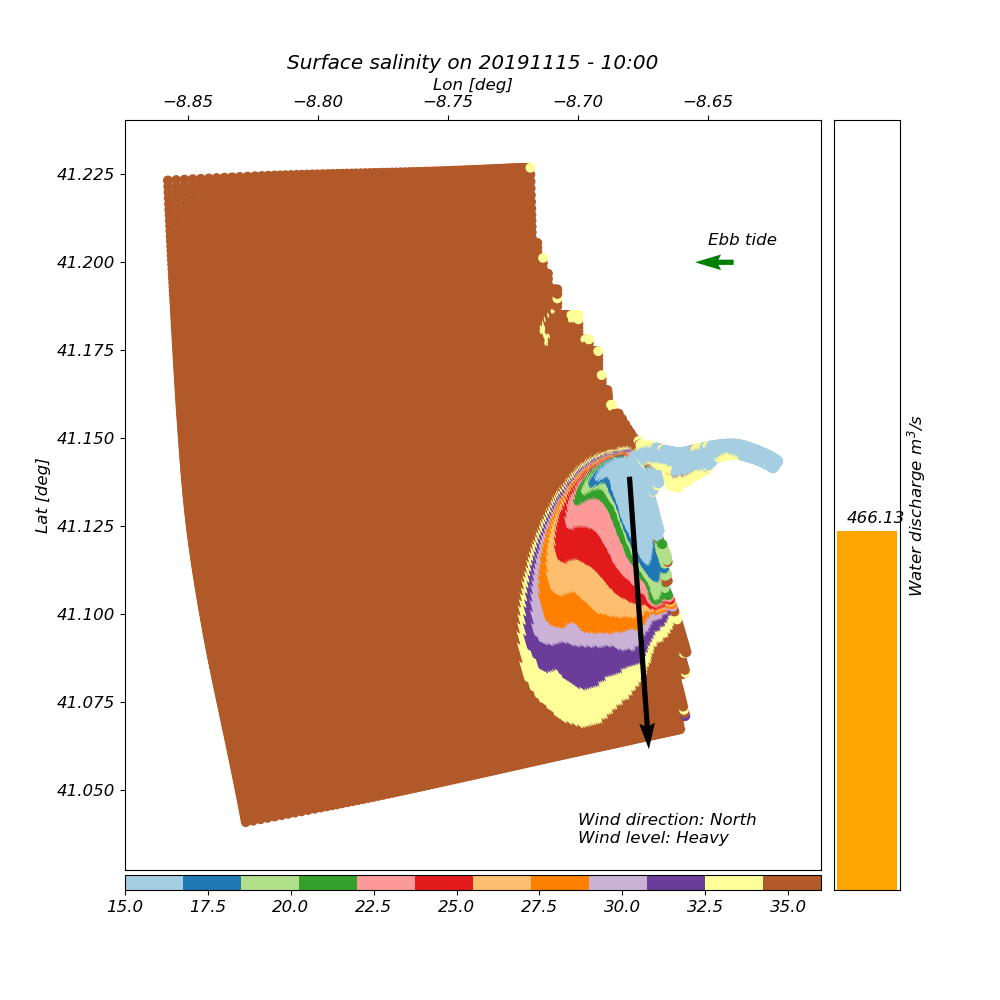 Surface salinity on 20191115 - 10:00
Lon [deg]
−8.85 −8.80 −8.75 −8.70 −8.65
41.225
41.200
41.175
41.150
41.125
41.100
41.075
41.050
Lat [deg]
Ebb tide
Wind direction: North
Wind level: Heavy
466.13
Water discharge m³/s
15.0 17.5 20.0 22.5 25.0 27.5 30.0 32.5 35.0